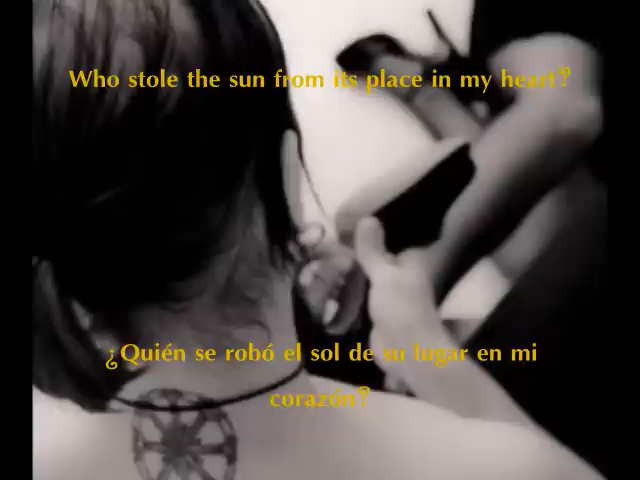 Who stole the sun from its place in my heart?
¿Quién se robó el sol de su lugar en mi
corazón?